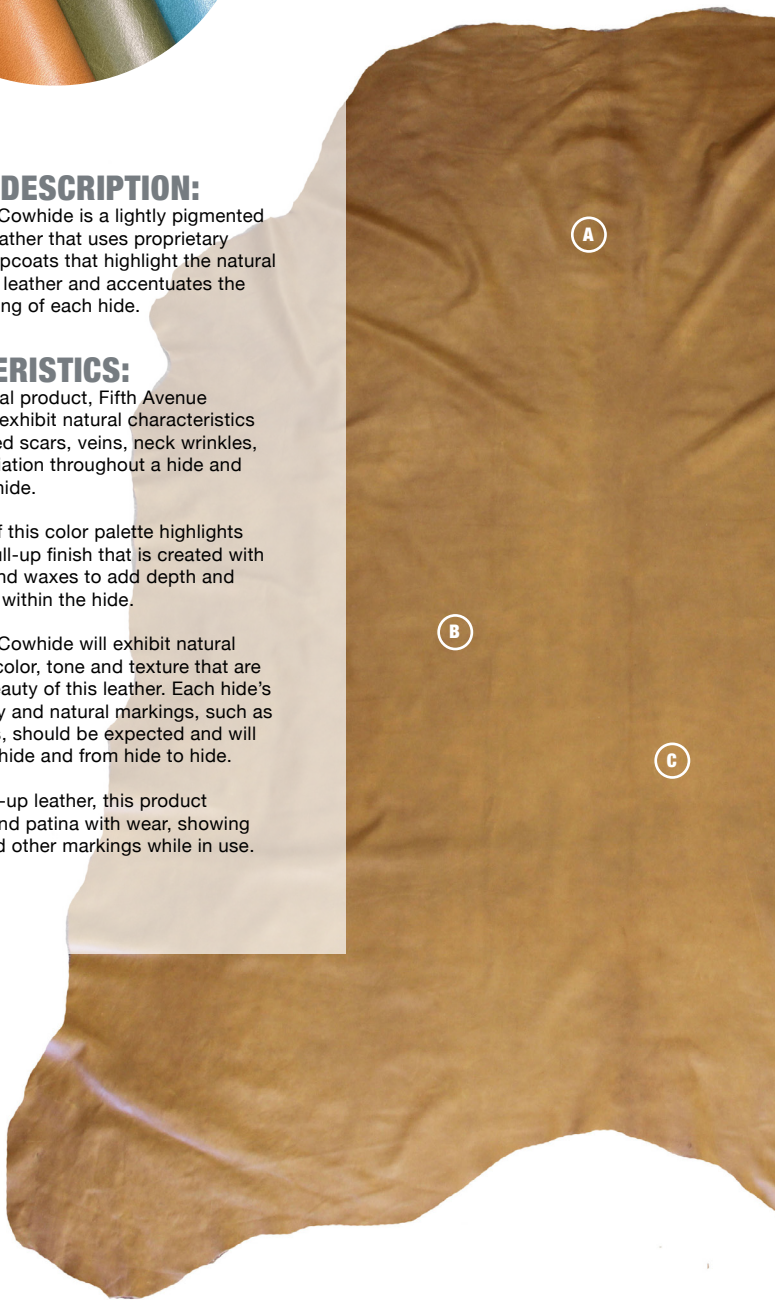 DESCRIPTION:
Cowhide is a lightly pigmented
ather that uses proprietary
pcoats that highlight the natural
leather and accentuates the
ng of each hide.
ERISTICS:
al product, Fifth Avenue
exhibit natural characteristics
ed scars, veins, neck wrinkles,
iation throughout a hide and
hide.
f this color palette highlights
ull-up finish that is created with
nd waxes to add depth and
within the hide.
Cowhide will exhibit natural
color, tone and texture that are
eauty of this leather. Each hide's
y and natural markings, such as
s, should be expected and will
hide and from hide to hide.
-up leather, this product
nd patina with wear, showing
d other markings while in use.
A
B
C